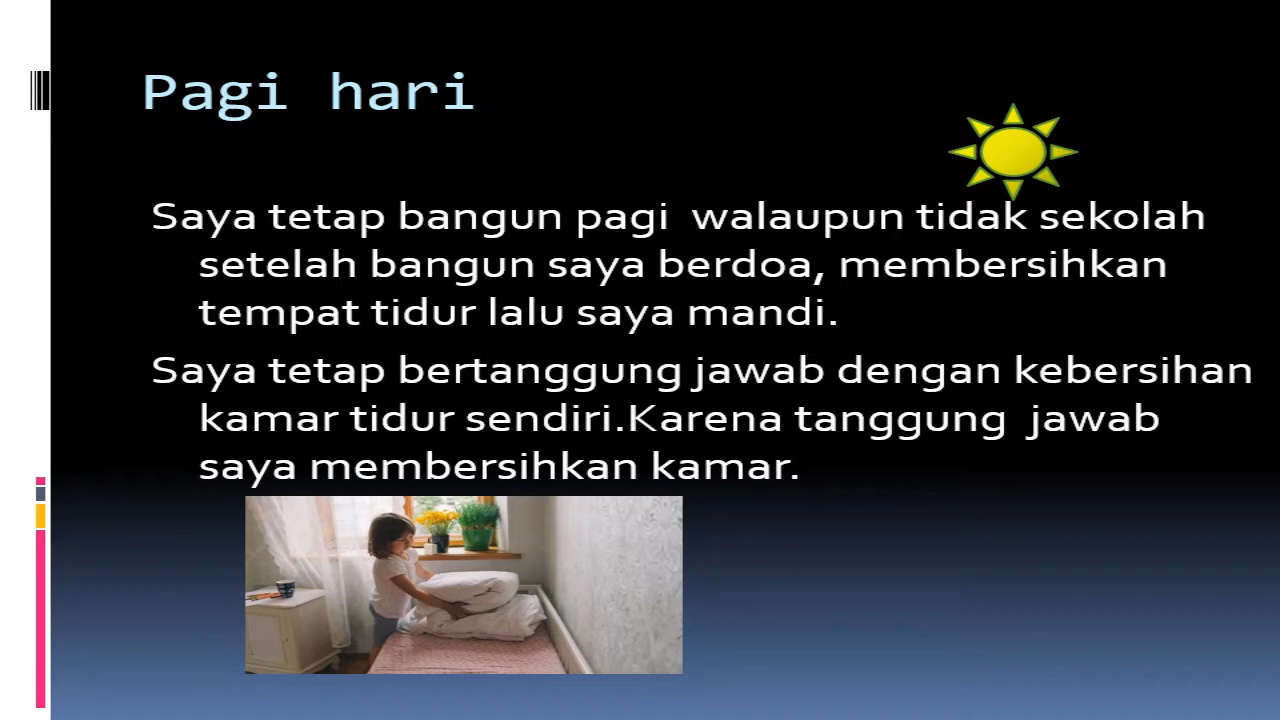 Pagi hari
Saya tetap bangun pagi  walaupun tidak sekolah
setelah bangun saya berdoa, membersihkan
tempat tidur lalu saya mandi.
Saya tetap bertanggung jawab dengan kebersihan
kamar tidur sendiri.Karena tanggung  jawab
saya membersihkan kamar.